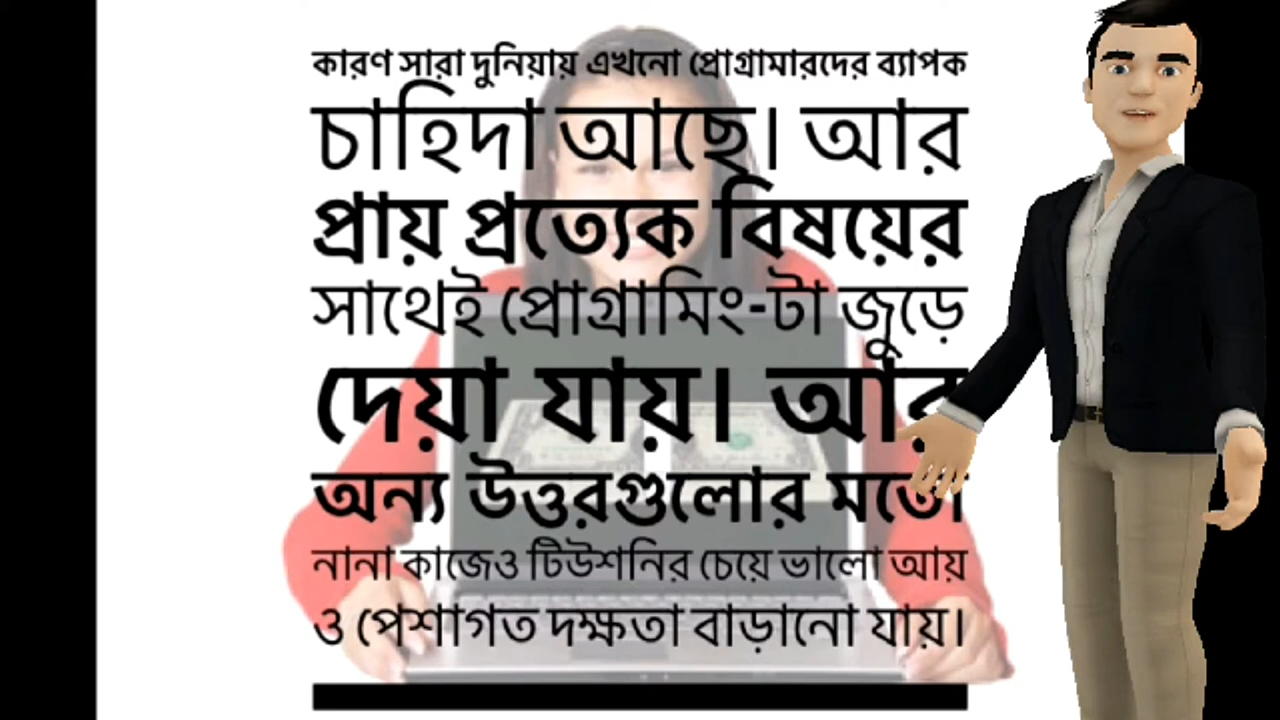 কারণ সারা দুনিয়ায় এখনো প্রোগ্রামারদের ব্যাপক
চাহিদা আছে। আর
প্রায় প্রত্যেক বিষয়ের
সাথেই প্রোগ্রামিং-টা জুড়ে
দেয়া যায়। আর
অন্য উত্তরগুলোর মতো
নানা কাজেও টিউশনির চেয়ে ভালো আয়
ও পেশাগত দক্ষতা বাড়ানো যায়।